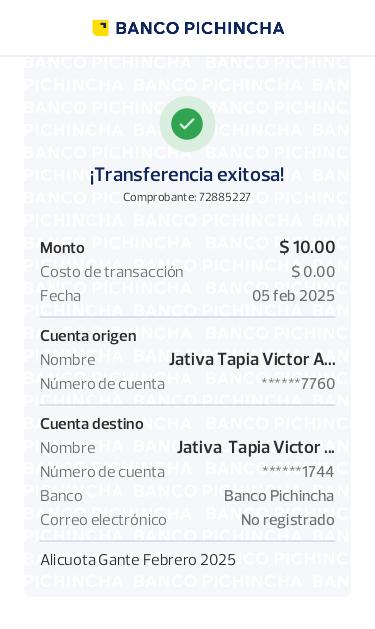 BANCO PICHINCHA
¡Transferencia exitosa!
Comprobante: 72885227
Monto $ 10.00
Costo de transacción $ 0.00
Fecha 05 feb 2025
Cuenta origen
Nombre Jativa Tapia Victor A...
Número de cuenta ******7760
Cuenta destino
Nombre Jativa Tapia Victor ...
Número de cuenta ******1744
Banco Banco Pichincha
Correo electrónico No registrado
Alicuota Gante Febrero 2025